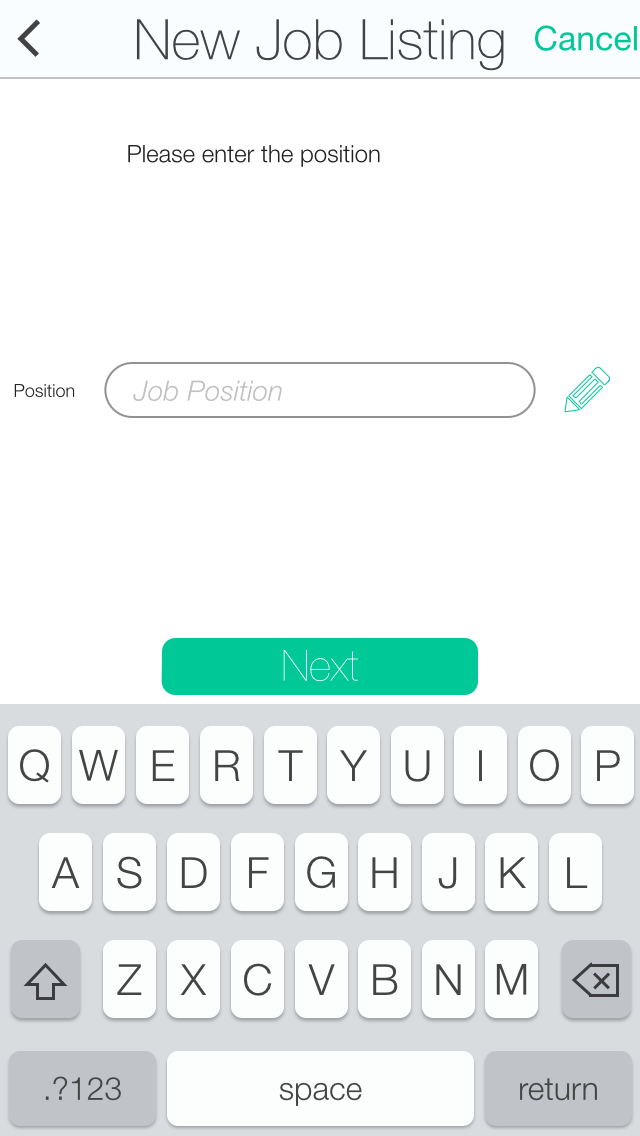 New Job Listing Cancel
Please enter the position
Position Job Position
Next
Q W E R T Y U I O P
A S D F G H J K L
Z X C V B N M
.?123 space return